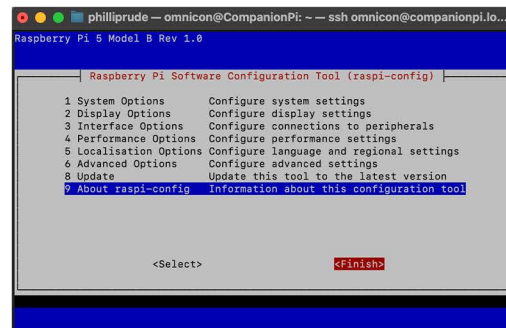 philliprude — omnicon@CompanionPi: ~ — ssh omnicon@companionpi.lo...
Raspberry Pi 5 Model B Rev 1.0
Raspberry Pi Software Configuration Tool (raspi-config)
1 System Options Configure system settings
2 Display Options Configure display settings
3 Interface Options Configure connections to peripherals
4 Performance Options Configure performance settings
5 Localisation Options Configure language and regional settings
6 Advanced Options Configure advanced settings
8 Update Update this tool to the latest version
9 About raspi-config Information about this configuration tool
<Select> <Finish>